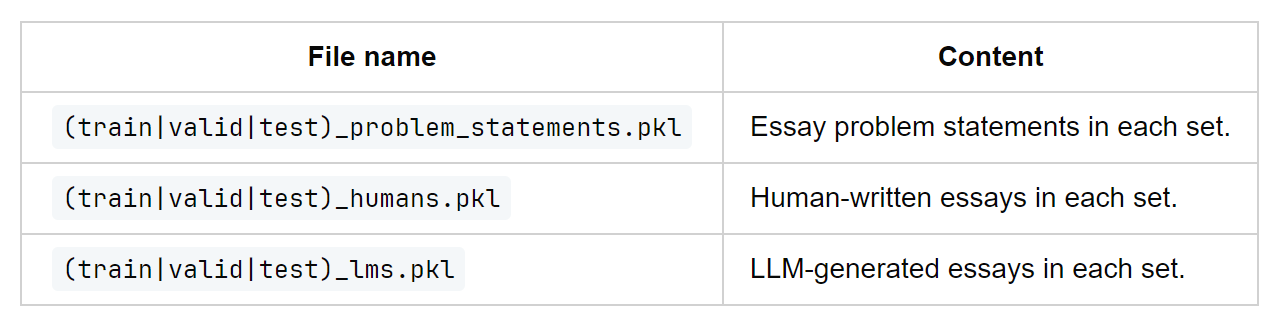 File name Content
(train|valid|test)_problem_statements.pkl Essay problem statements in each set.
(train|valid|test)_humans.pkl Human-written essays in each set.
(train|valid|test)_lms.pkl LLM-generated essays in each set.